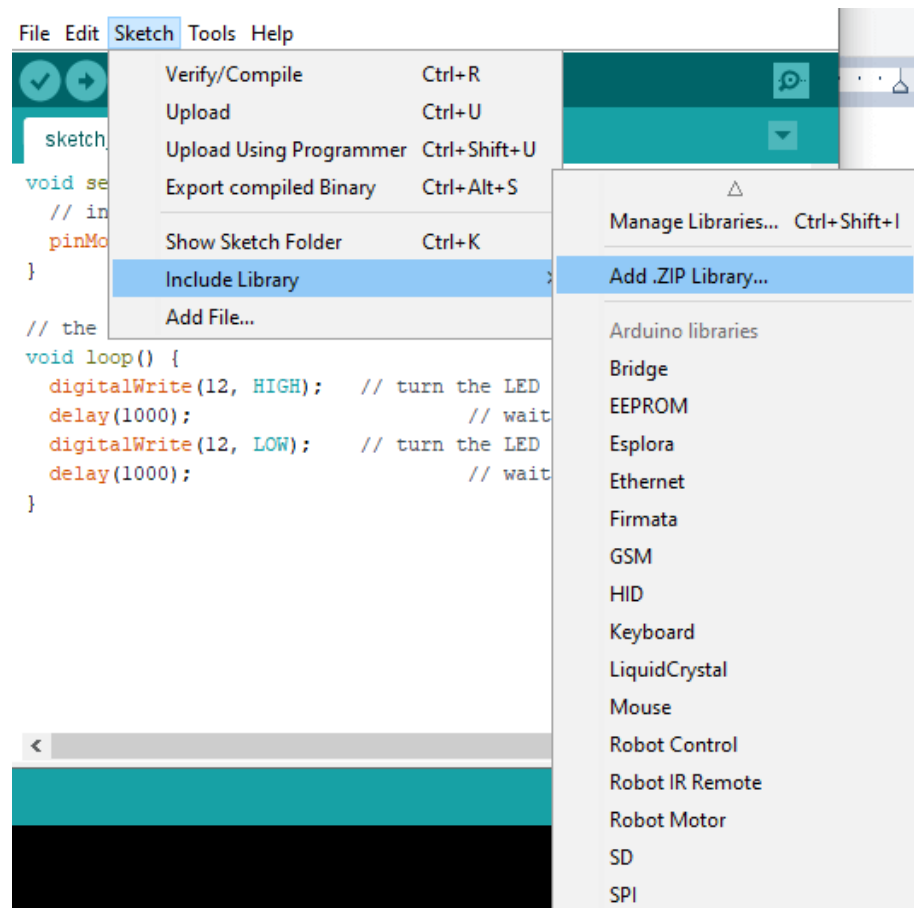 File Edit Sketch Tools Help
Verify/Compile Ctrl+R
Upload Ctrl+U
Upload Using Programmer Ctrl+Shift+U
Export compiled Binary Ctrl+Alt+S
Show Sketch Folder Ctrl+K
Include Library
Add File...
sketch_
void se
// in
pinMo
}
// the
void loop() {
digitalWrite(12, HIGH); // turn the LED
delay(1000); // wait
digitalWrite(12, LOW); // turn the LED
delay(1000); // wait
}
Manage Libraries... Ctrl+Shift+I
Add .ZIP Library...
Arduino libraries
Bridge
EEPROM
Esplora
Ethernet
Firmata
GSM
HID
Keyboard
LiquidCrystal
Mouse
Robot Control
Robot IR Remote
Robot Motor
SD
SPI